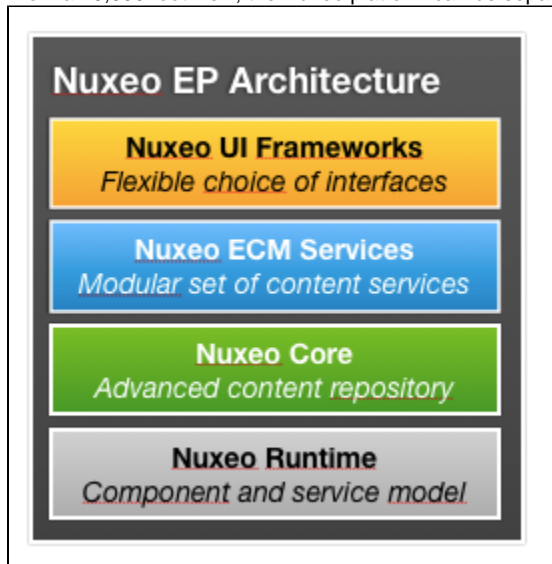 Nuxeo EP Architecture
Nuxeo UI Frameworks
Flexible choice of interfaces
Nuxeo ECM Services
Modular set of content services
Nuxeo Core
Advanced content repository
Nuxeo Runtime
Component and service model